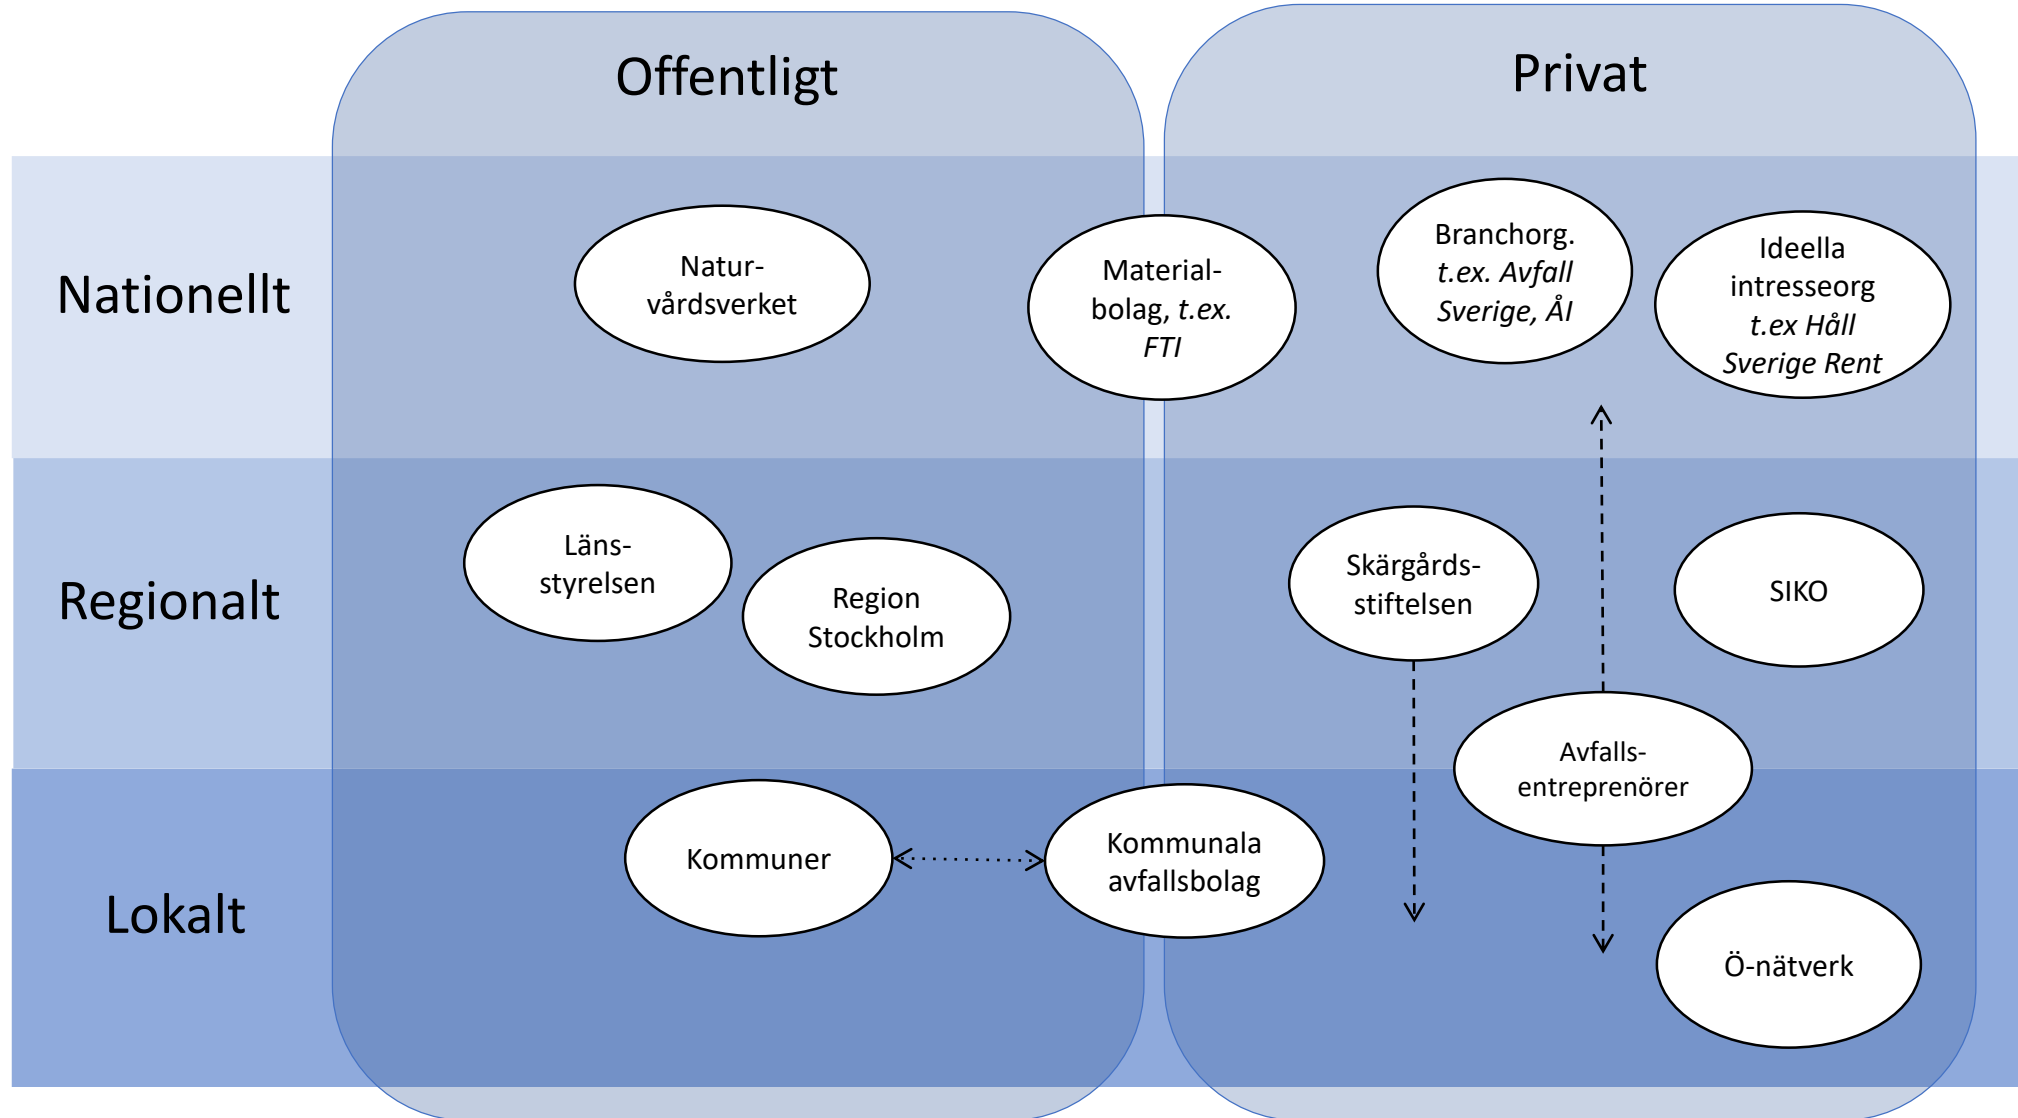 Offentligt
Privat
Nationellt
Natur-
vårdsverket
Material-
bolag, t.ex.
FTI
Branchorg.
t.ex. Avfall
Sverige, ÅI
Ideella
intresseorg
t.ex Håll
Sverige Rent
Regionalt
Läns-
styrelsen
Region
Stockholm
Skärgårds-
stiftelsen
SIKO
Avfalls-
entreprenörer
Lokalt
Kommuner
Kommunala
avfallsbolag
Ö-nätverk